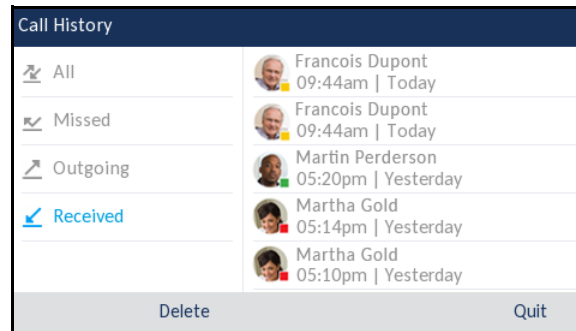 Call History
All
Missed
Outgoing
Received
Francois Dupont
09:44am | Today
Francois Dupont
09:44am | Today
Martin Perderson
05:20pm | Yesterday
Martha Gold
05:14pm | Yesterday
Martha Gold
05:10pm | Yesterday
Delete
Quit